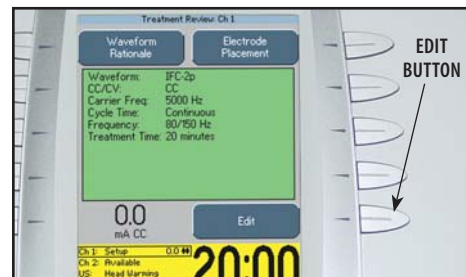 Treatment Review: Ch 1
Waveform Rationale
Electrode Placement
EDIT BUTTON
Waveform: IFC-2p
CC/CV: CC
Carrier Freq: 5000 Hz
Cycle Time: Continuous
Frequency: 80/150 Hz
Treatment Time: 20 minutes
0.0
mA CC
Edit
Ch 1: Setup 0.0
Ch 2: Available
US: Head Warming
20:00